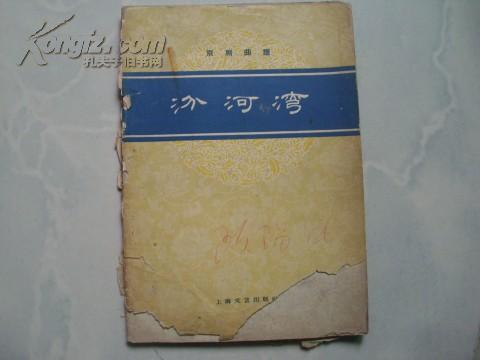 Kongfz.com
孔夫子旧书网
京剧曲谱
汾河湾
上海文艺出版